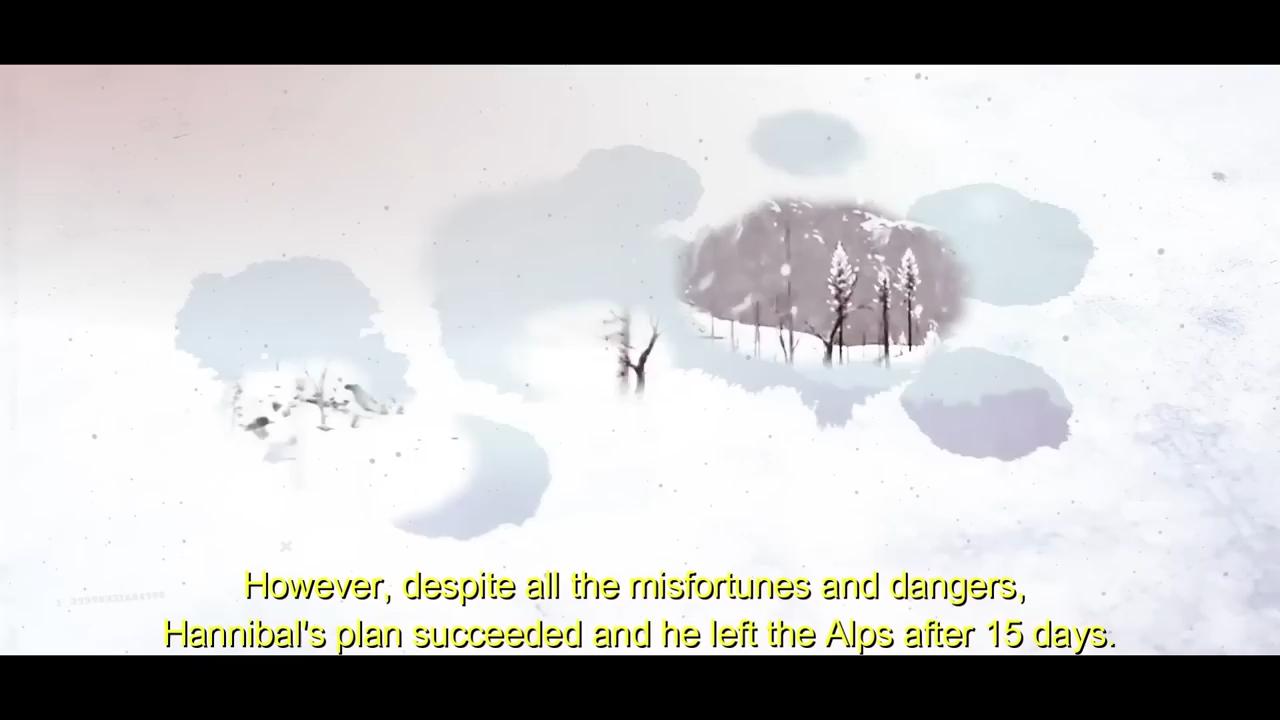 However, despite all the misfortunes and dangers,
Hannibal's plan succeeded and he left the Alps after 15 days.